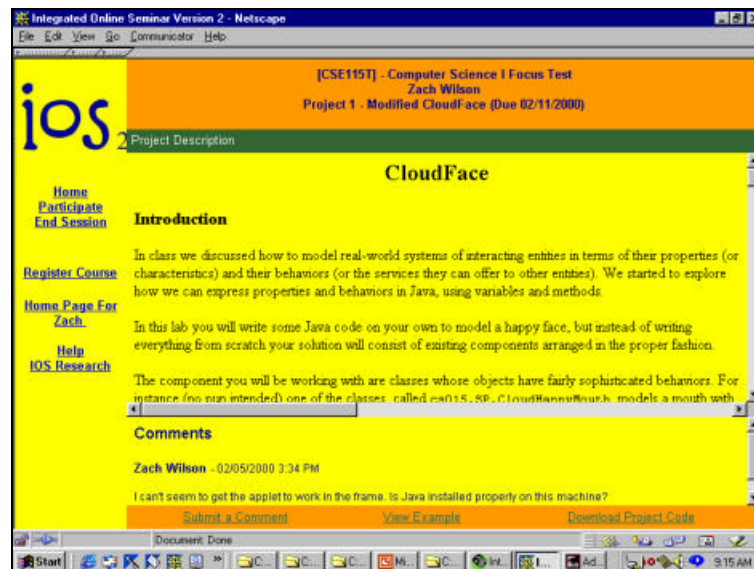 Integrated Online Seminar Version 2 - Netscape
File Edit View Go Communicator Help
[CSE115T] - Computer Science I Focus Test
Zach Wilson
Project 1 - Modified CloudFace (Due 02/11/2000)
ios 2
Project Description
Home
Participate
End Session
Register Course
Home Page For
Zach
Help
IOS Research
CloudFace
Introduction
In class we discussed how to model real-world systems of interacting entities in terms of their properties (or
characteristics) and their behaviors (or the services they can offer to other entities). We started to explore
how we can express properties and behaviors in Java, using variables and methods.
In this lab you will write some Java code on your own to model a happy face, but instead of writing
everything from scratch your solution will consist of existing components arranged in the proper fashion.
The component you will be working with are classes whose objects have fairly sophisticated behaviors. For
instance (no pun intended) one of the classes, called cs015.SP.CloudHappyMouth, models a mouth with
Comments
Zach Wilson - 02/05/2000 3:34 PM
I can't seem to get the applet to work in the frame. Is Java installed properly on this machine?
Submit a Comment View Example Download Project Code
Document: Done
Start C... C... C... Mi... C... Int... I... Ad... 9:15 AM